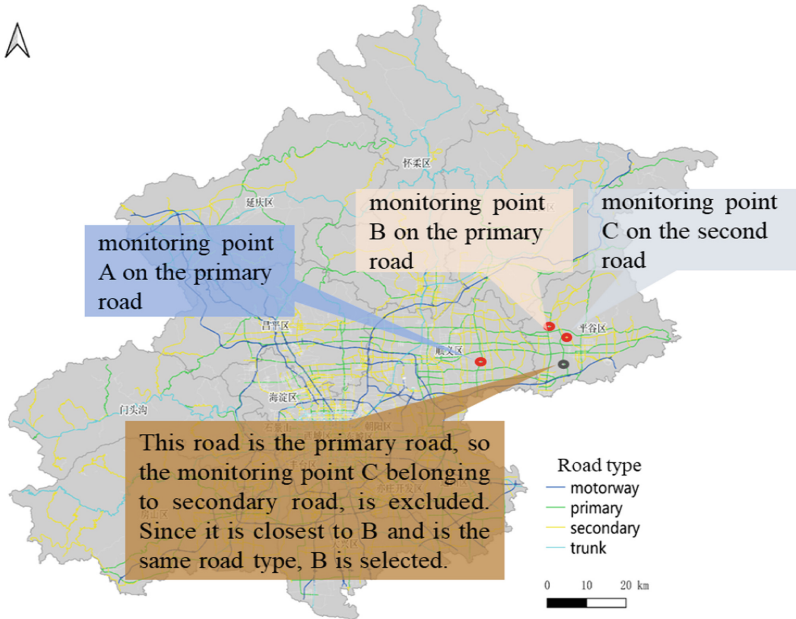 怀柔区
延庆区
monitoring point
B on the primary
road
monitoring point
C on the second
road
monitoring point
A on the primary
road
昌平区
顺义区
平谷区
海淀区
门头沟
朝阳区
This road is the primary road, so
the monitoring point C belonging
to secondary road, is excluded.
Since it is closest to B and is the
same road type, B is selected.
Road type
motorway
primary
secondary
trunk
0 10 20 km